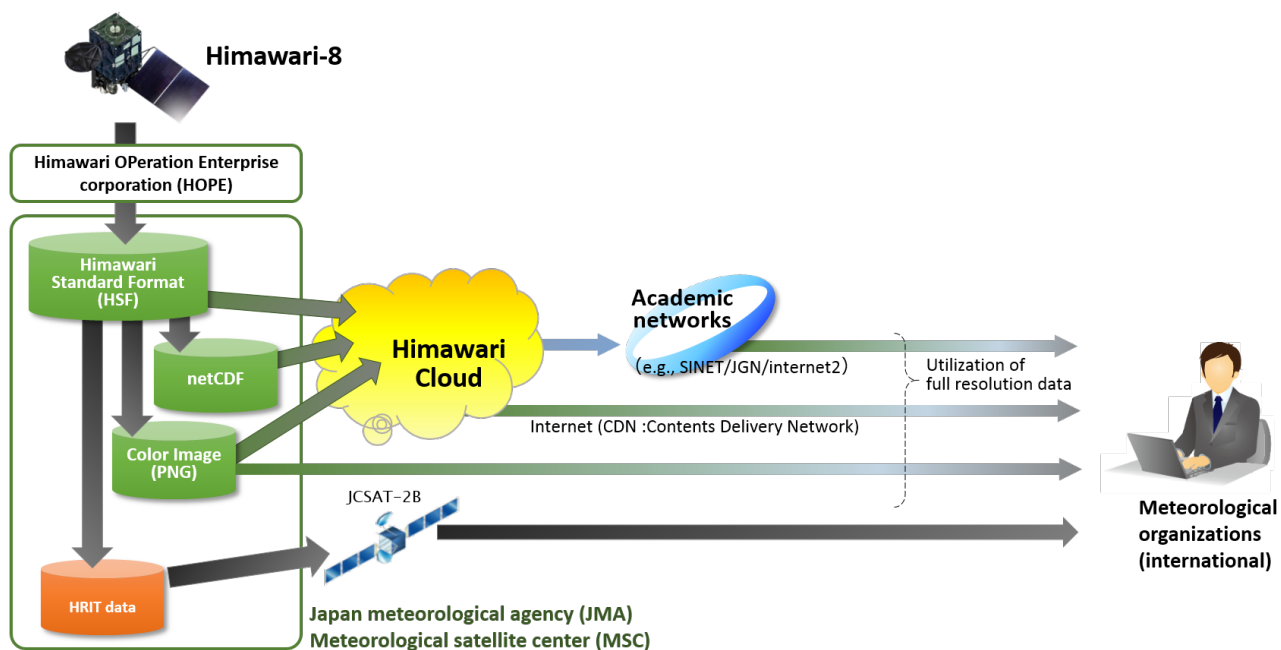 Himawari-8
Himawari OPeration Enterprise
corporation (HOPE)
Himawari
Standard Format
(HSF)
netCDF
Color Image
(PNG)
HRIT data
Himawari
Cloud
Academic
networks
(e.g., SINET/JGN/internet2)
Internet (CDN :Contents Delivery Network)
Utilization of
full resolution data
JCSAT-2B
Meteorological
organizations
(international)
Japan meteorological agency (JMA)
Meteorological satellite center (MSC)